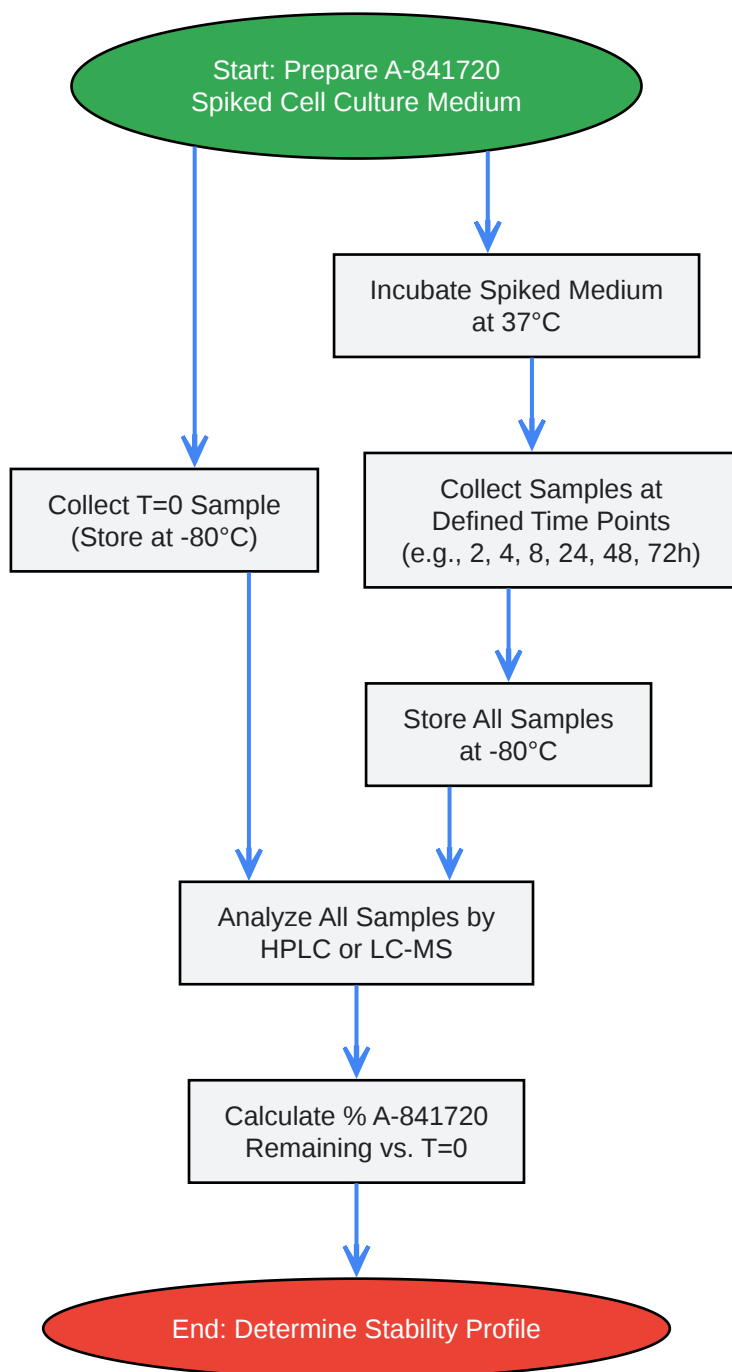 Start: Prepare A-841720
Spiked Cell Culture Medium
Incubate Spiked Medium
at 37°C
Collect T=0 Sample
(Store at -80°C)
Collect Samples at
Defined Time Points
(e.g., 2, 4, 8, 24, 48, 72h)
Store All Samples
at -80°C
Analyze All Samples by
HPLC or LC-MS
Calculate % A-841720
Remaining vs. T=0
End: Determine Stability Profile